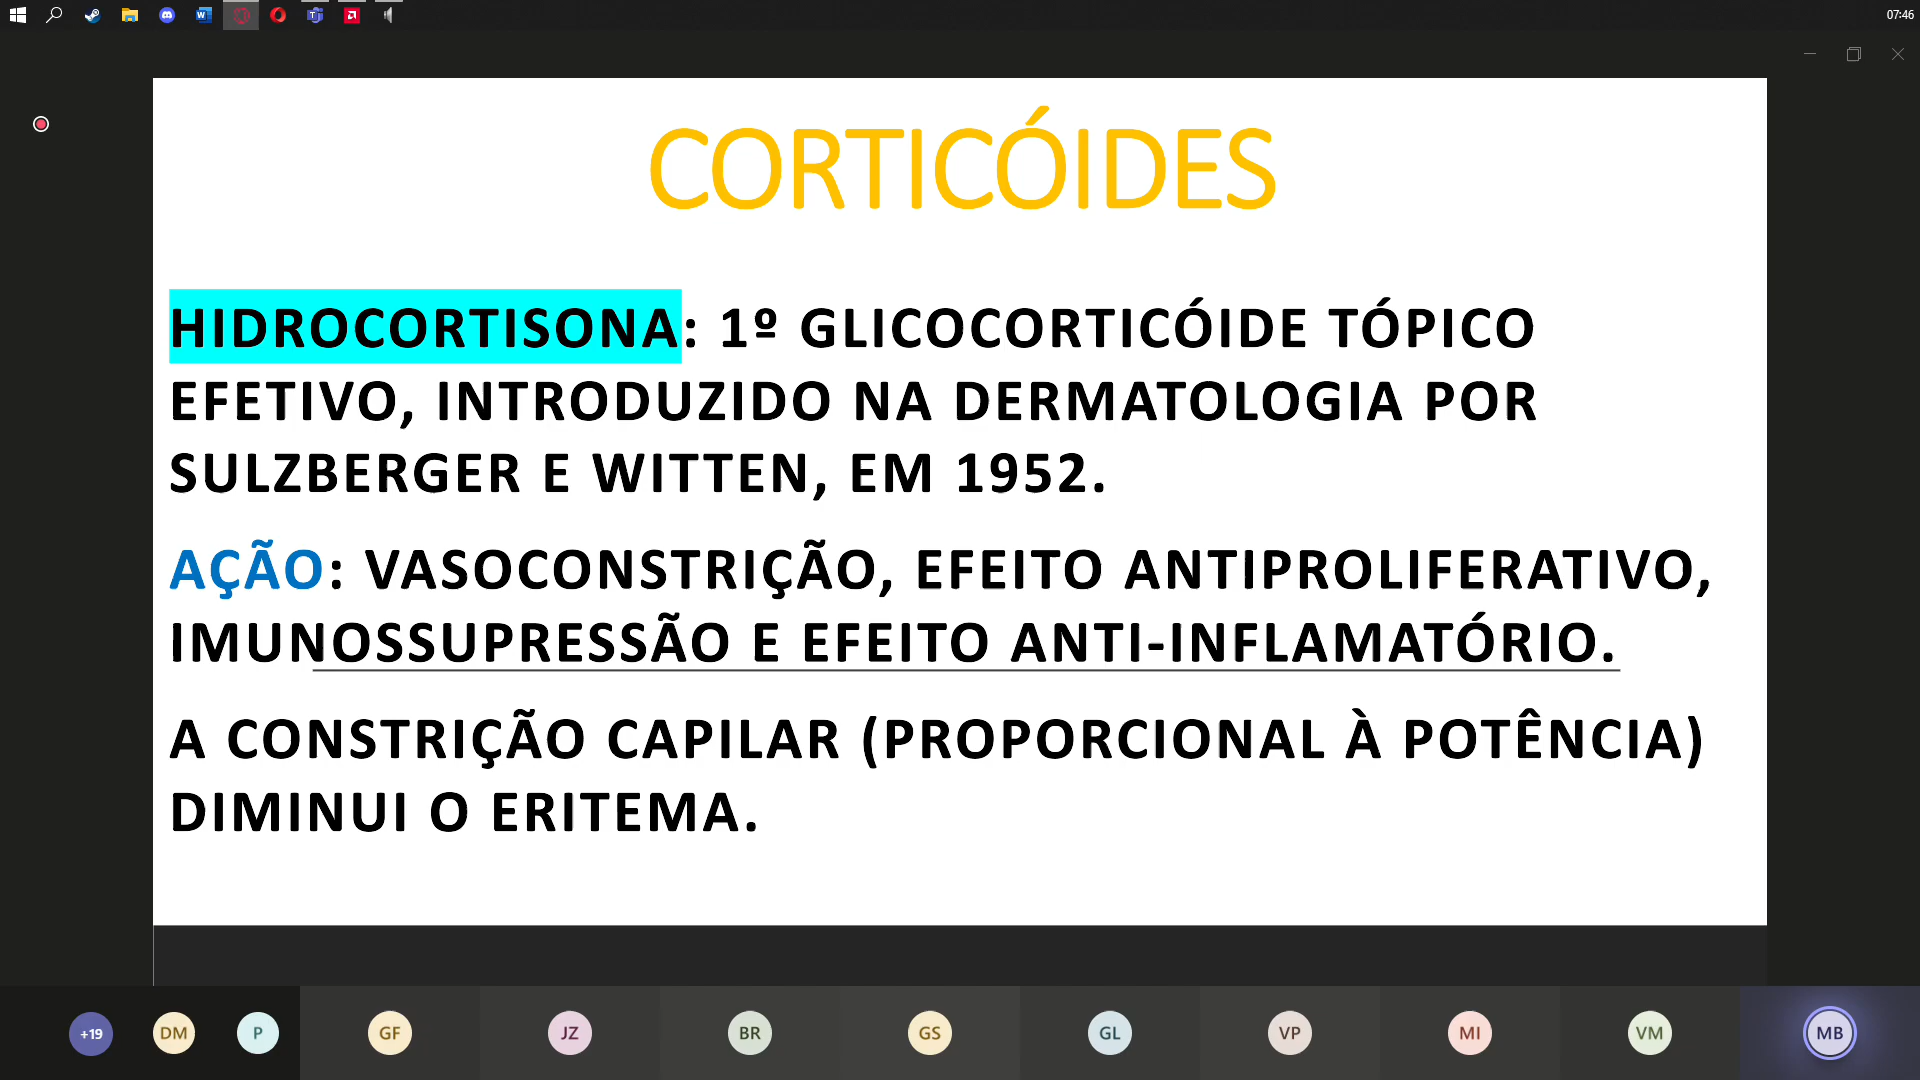 07:46
CORTICÓIDES
HIDROCORTISONA: 1º GLICOCORTICÓIDE TÓPICO
EFETIVO, INTRODUZIDO NA DERMATOLOGIA POR
SULZBERGER E WITTEN, EM 1952.
AÇÃO: VASOCONSTRIÇÃO, EFEITO ANTIPROLIFERATIVO,
IMUNOSSUPRESSÃO E EFEITO ANTI-INFLAMATÓRIO.
A CONSTRIÇÃO CAPILAR (PROPORCIONAL À POTÊNCIA)
DIMINUI O ERITEMA.
+19 DM P GF JZ BR GS GL VP MI VM MB